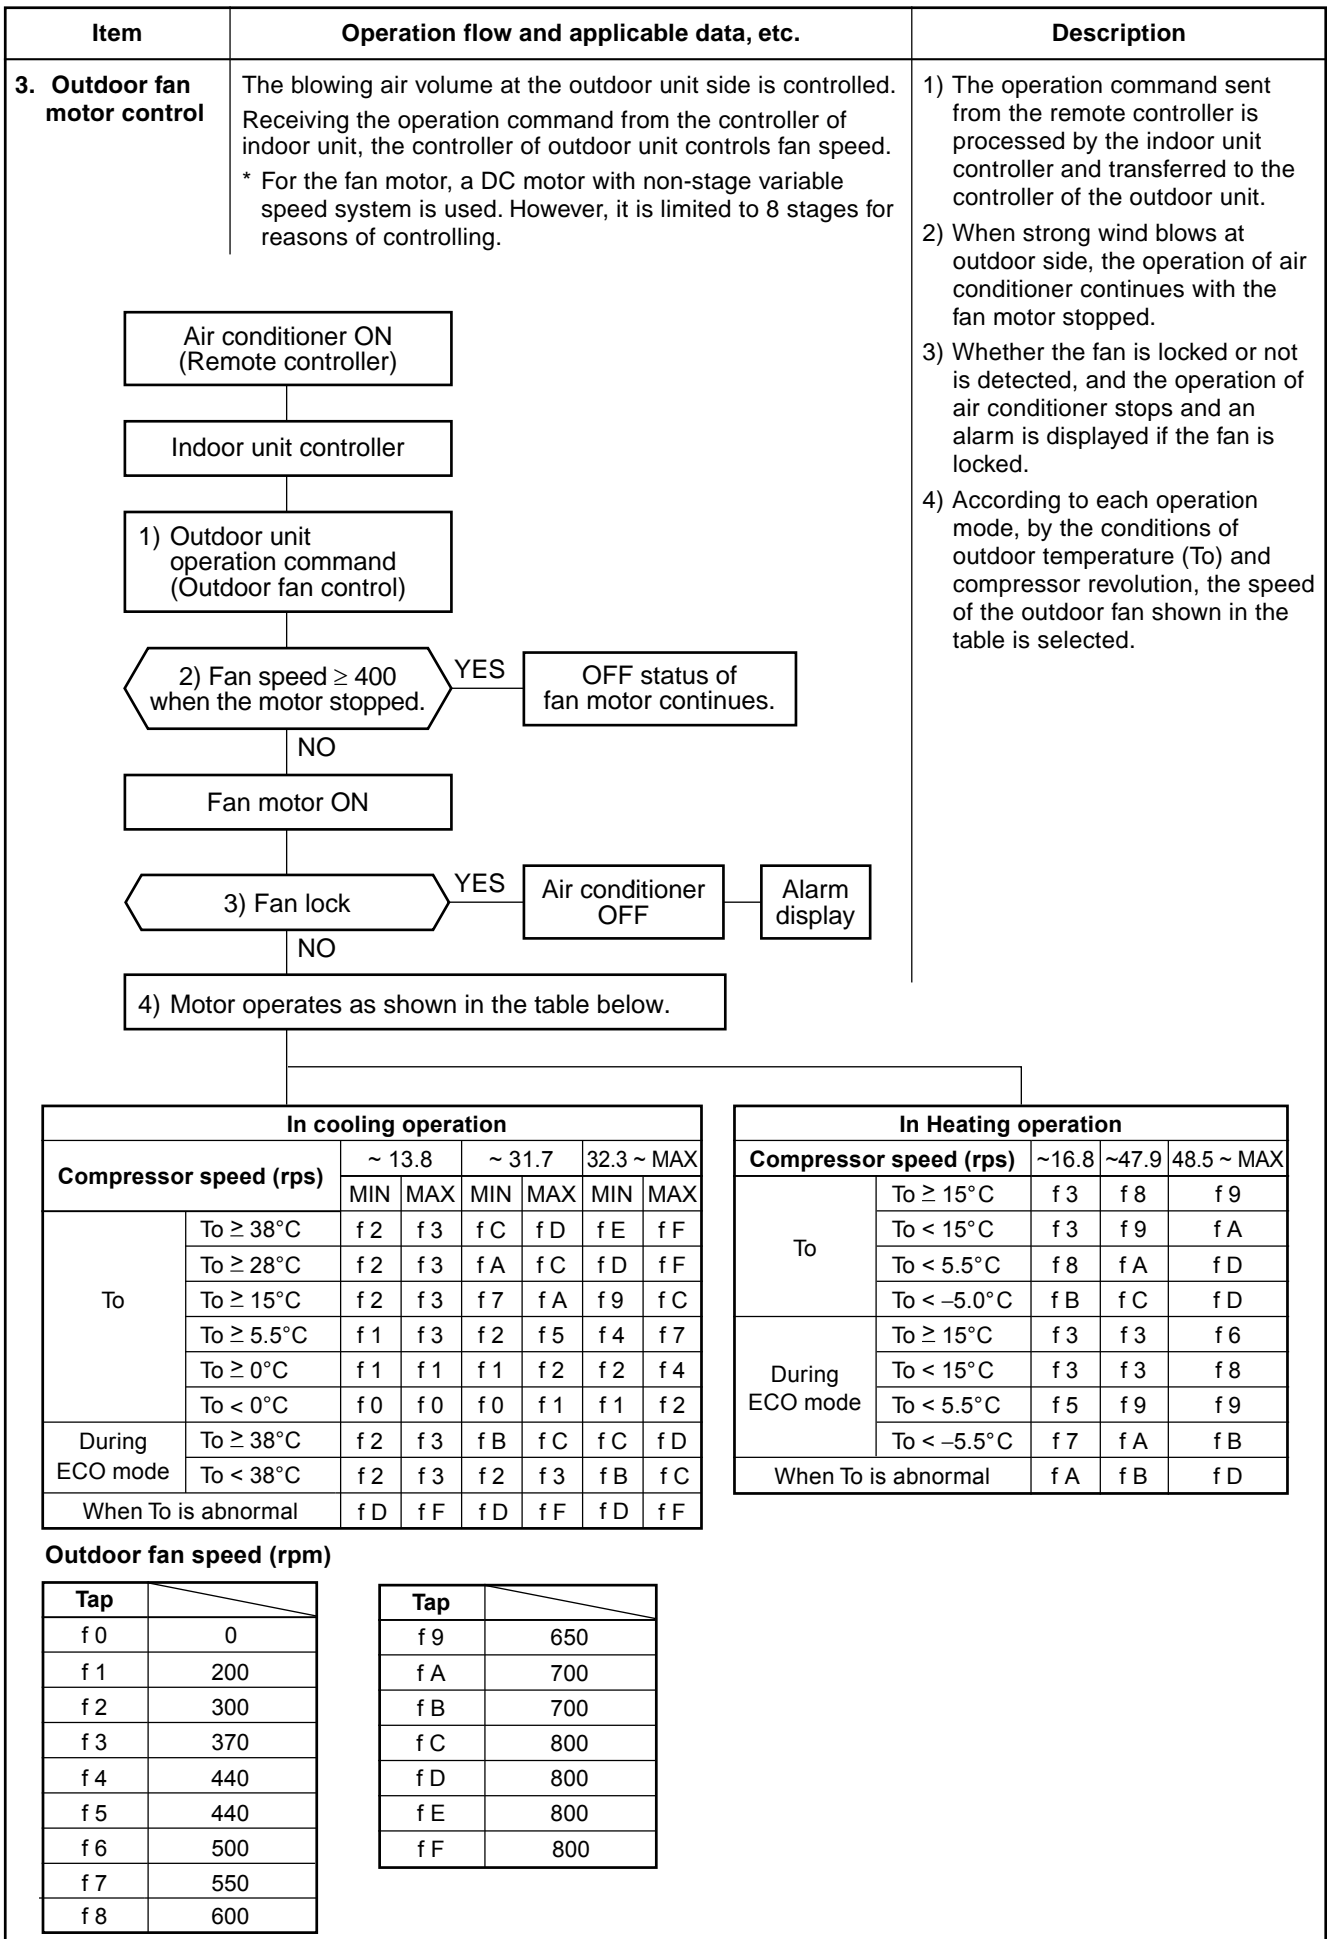 Item Operation flow and applicable data, etc. Description
3. Outdoor fan
motor control
The blowing air volume at the outdoor unit side is controlled.
Receiving the operation command from the controller of
indoor unit, the controller of outdoor unit controls fan speed.
* For the fan motor, a DC motor with non-stage variable
speed system is used. However, it is limited to 8 stages for
reasons of controlling.
1) The operation command sent
from the remote controller is
processed by the indoor unit
controller and transferred to the
controller of the outdoor unit.
2) When strong wind blows at
outdoor side, the operation of air
conditioner continues with the
fan motor stopped.
3) Whether the fan is locked or not
is detected, and the operation of
air conditioner stops and an
alarm is displayed if the fan is
locked.
4) According to each operation
mode, by the conditions of
outdoor temperature (To) and
compressor revolution, the speed
of the outdoor fan shown in the
table is selected.
Air conditioner ON
(Remote controller)
Indoor unit controller
1) Outdoor unit
operation command
(Outdoor fan control)
2) Fan speed ≥ 400
when the motor stopped.
YES
OFF status of
fan motor continues.
NO
Fan motor ON
3) Fan lock
YES
Air conditioner
OFF
Alarm
display
NO
4) Motor operates as shown in the table below.
In cooling operation
Compressor speed (rps) ~ 13.8 ~ 31.7 32.3 ~ MAX
MIN MAX MIN MAX MIN MAX
To
To ≥ 38°C f 2 f 3 f C f D f E f F
To ≥ 28°C f 2 f 3 f A f C f D f F
To ≥ 15°C f 2 f 3 f 7 f A f 9 f C
To ≥ 5.5°C f 1 f 3 f 2 f 5 f 4 f 7
To ≥ 0°C f 1 f 1 f 1 f 2 f 2 f 4
To < 0°C f 0 f 0 f 0 f 1 f 1 f 2
During
ECO mode
To ≥ 38°C f 2 f 3 f B f C f C f D
To < 38°C f 2 f 3 f 2 f 3 f B f C
When To is abnormal f D f F f D f F f D f F
In Heating operation
Compressor speed (rps) ~16.8 ~47.9 48.5 ~ MAX
To
To ≥ 15°C f 3 f 8 f 9
To < 15°C f 3 f 9 f A
To < 5.5°C f 8 f A f D
To < –5.0°C f B f C f D
During
ECO mode
To ≥ 15°C f 3 f 3 f 6
To < 15°C f 3 f 3 f 8
To < 5.5°C f 5 f 9 f 9
To < –5.5°C f 7 f A f B
When To is abnormal f A f B f D
Outdoor fan speed (rpm)
Tap
f 0 0
f 1 200
f 2 300
f 3 370
f 4 440
f 5 440
f 6 500
f 7 550
f 8 600
Tap
f 9 650
f A 700
f B 700
f C 800
f D 800
f E 800
f F 800